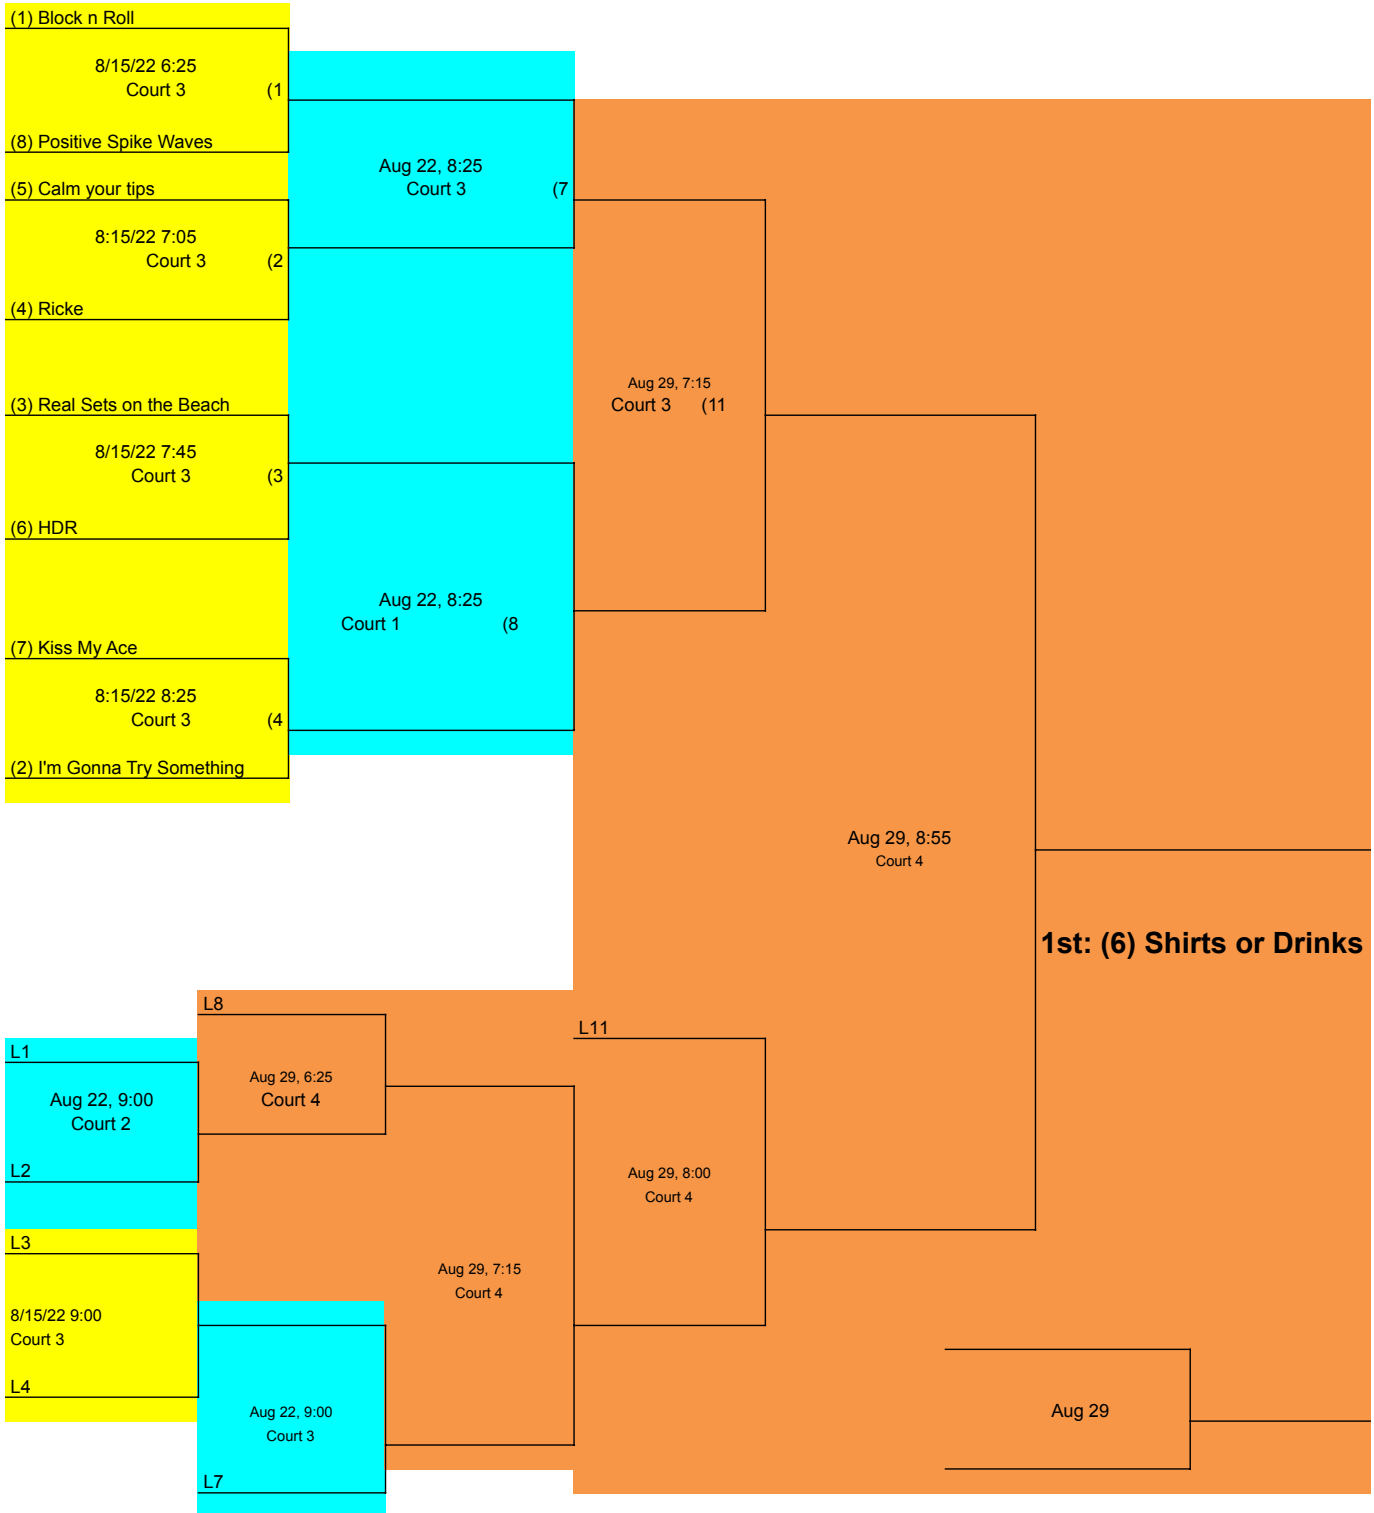 (1) Block n Roll
8/15/22 6:25
Court 3 (1
(8) Positive Spike Waves
(5) Calm your tips
8:15/22 7:05
Court 3 (2
(4) Ricke
(3) Real Sets on the Beach
8/15/22 7:45
Court 3 (3
(6) HDR
(7) Kiss My Ace
8:15/22 8:25
Court 3 (4
(2) I'm Gonna Try Something
Aug 22, 8:25
Court 3 (7
Aug 22, 8:25
Court 1 (8
Aug 29, 7:15
Court 3 (11
Aug 29, 8:55
Court 4
1st: (6) Shirts or Drinks
L1
Aug 22, 9:00
Court 2
L2
L3
8/15/22 9:00
Court 3
L4
L8
Aug 29, 6:25
Court 4
Aug 22, 9:00
Court 3
L7
Aug 29, 7:15
Court 4
L11
Aug 29, 8:00
Court 4
Aug 29